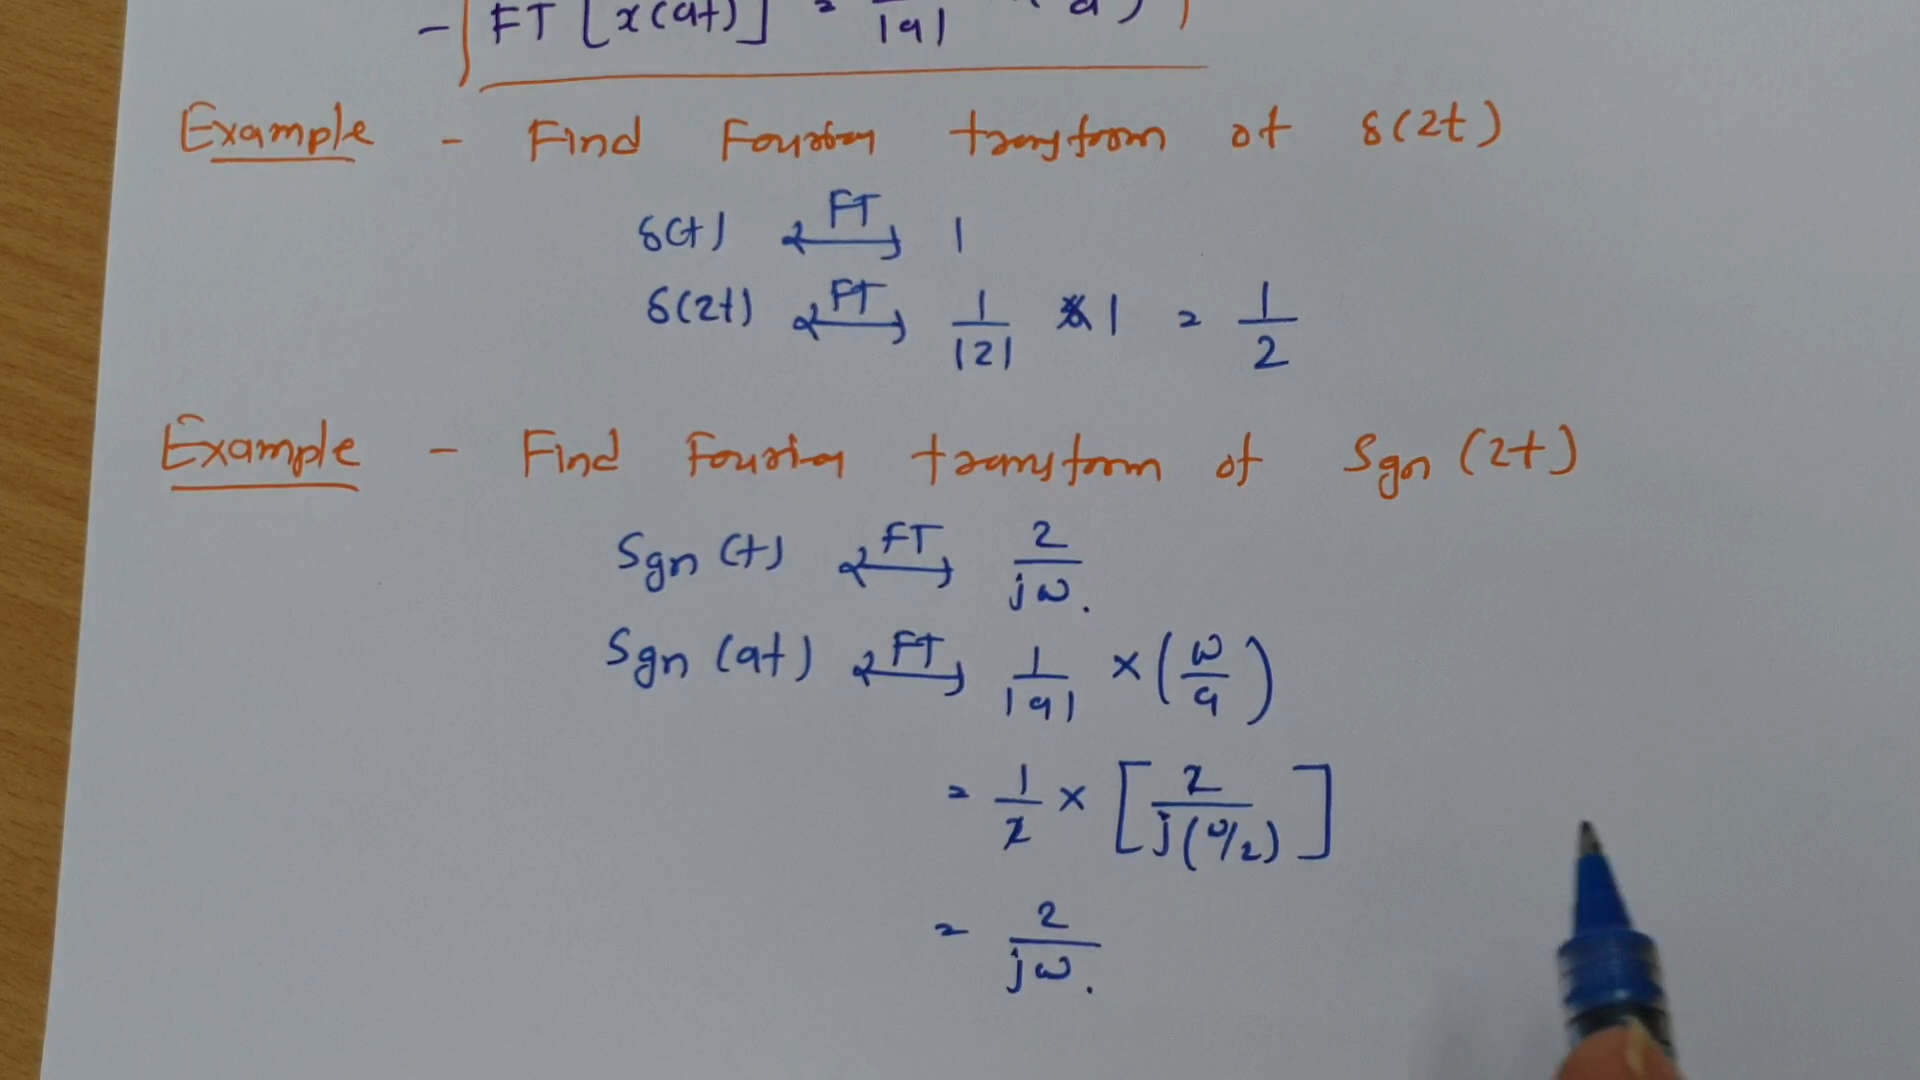 - FT [x(at)] = 1/|a|
Example - Find Fourier transform of δ(2t)
δ(t) <--FT--> 1
δ(2t) <--FT--> 1/|2| × 1 = 1/2
Example - Find Fourier transform of Sgn (2t)
Sgn (t) <--FT--> 2/jω.
Sgn (at) <--FT--> 1/|a| × (ω/a)
= 1/2 × [2/j(ω/2)]
= 2/jω.